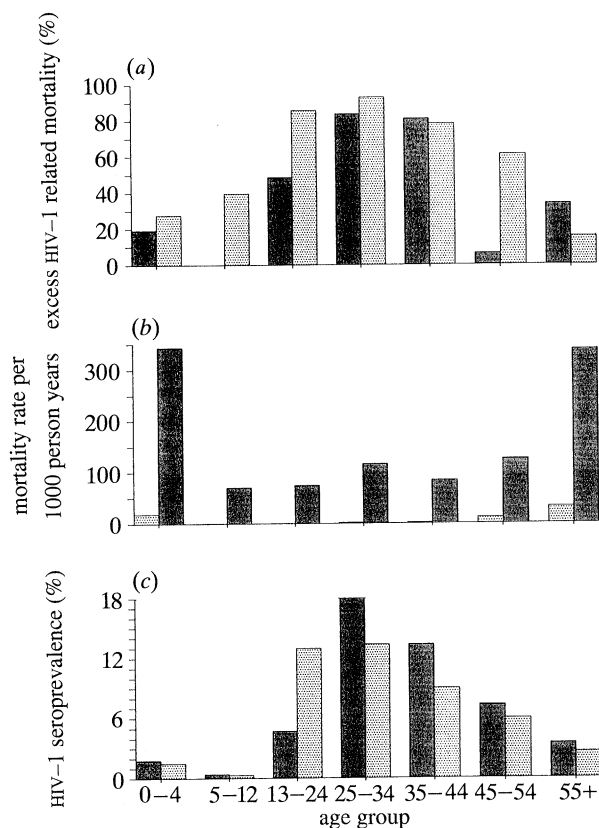 (a)
excess HIV-1 related mortality (%)
100
80
60
40
20
0
(b)
mortality rate per
1000 person years
300
200
100
0
(c)
HIV-1 seroprevalence (%)
18
12
6
0
0-4 5-12 13-24 25-34 35-44 45-54 55+
age group